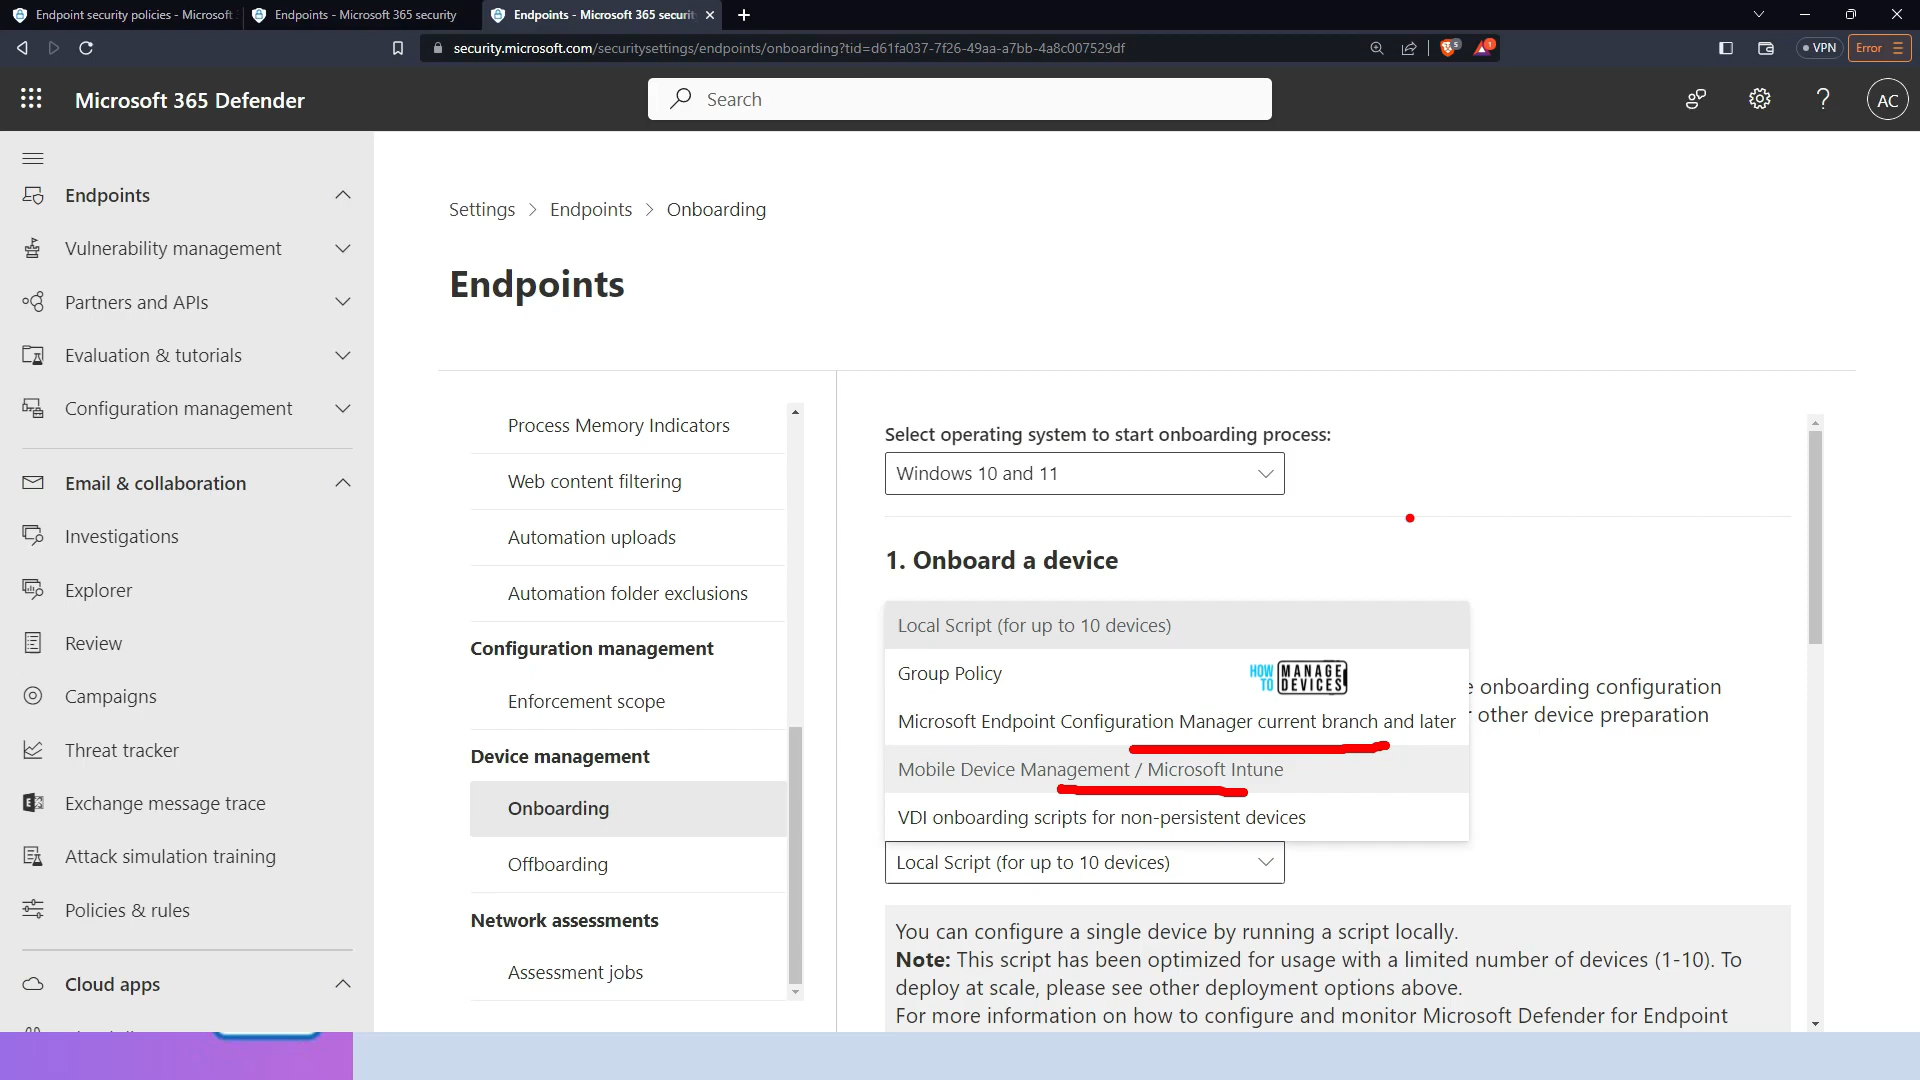 Endpoint security policies - Microsoft
Endpoints - Microsoft 365 security
Endpoints - Microsoft 365 securit
security.microsoft.com/securitysettings/endpoints/onboarding?tid=d61fa037-7f26-49aa-a7bb-4a8c007529df
5
1
VPN
Error
Microsoft 365 Defender
Search
AC
Endpoints
Vulnerability management
Partners and APIs
Evaluation & tutorials
Configuration management
Email & collaboration
Investigations
Explorer
Review
Campaigns
Threat tracker
Exchange message trace
Attack simulation training
Policies & rules
Cloud apps
Settings > Endpoints > Onboarding
Endpoints
Process Memory Indicators
Web content filtering
Automation uploads
Automation folder exclusions
Configuration management
Enforcement scope
Device management
Onboarding
Offboarding
Network assessments
Assessment jobs
Select operating system to start onboarding process:
Windows 10 and 11
1. Onboard a device
Local Script (for up to 10 devices)
Group Policy
HOW TO MANAGE DEVICES
onboarding configuration
other device preparation
Microsoft Endpoint Configuration Manager current branch and later
Mobile Device Management / Microsoft Intune
VDI onboarding scripts for non-persistent devices
Local Script (for up to 10 devices)
You can configure a single device by running a script locally.
Note: This script has been optimized for usage with a limited number of devices (1-10). To
deploy at scale, please see other deployment options above.
For more information on how to configure and monitor Microsoft Defender for Endpoint